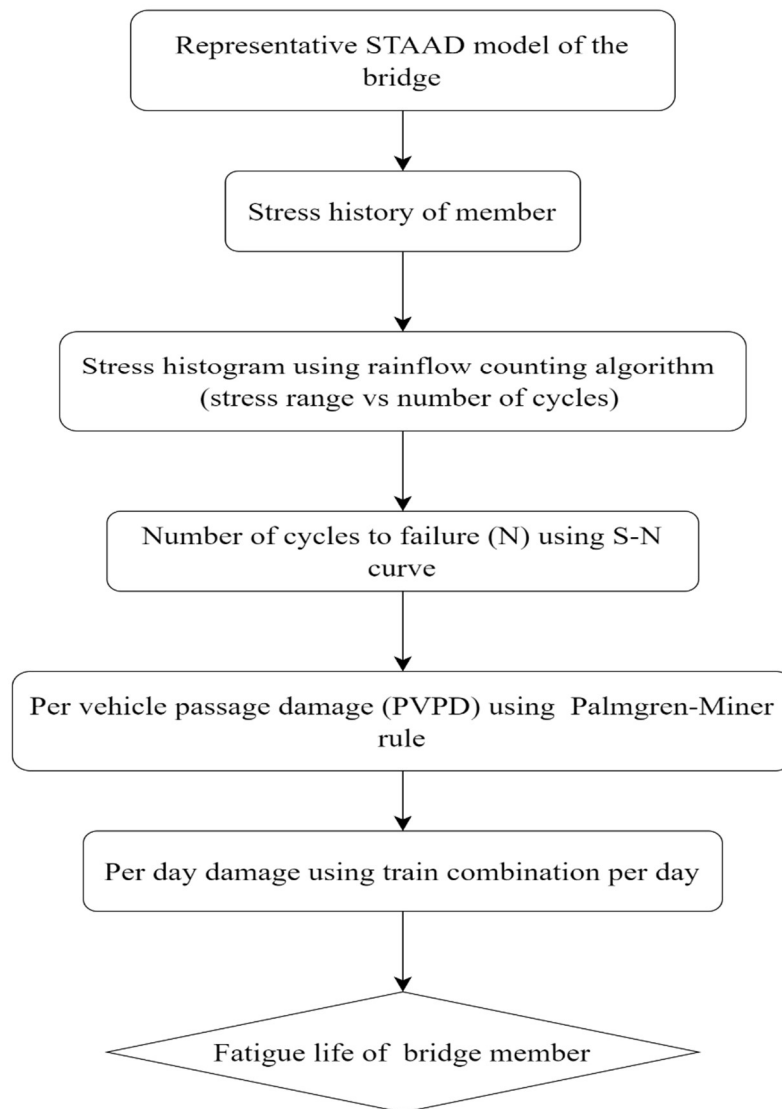 Representative STAAD model of the
bridge
Stress history of member
Stress histogram using rainflow counting algorithm
(stress range vs number of cycles)
Number of cycles to failure (N) using S-N
curve
Per vehicle passage damage (PVPD) using Palmgren-Miner
rule
Per day damage using train combination per day
Fatigue life of bridge member